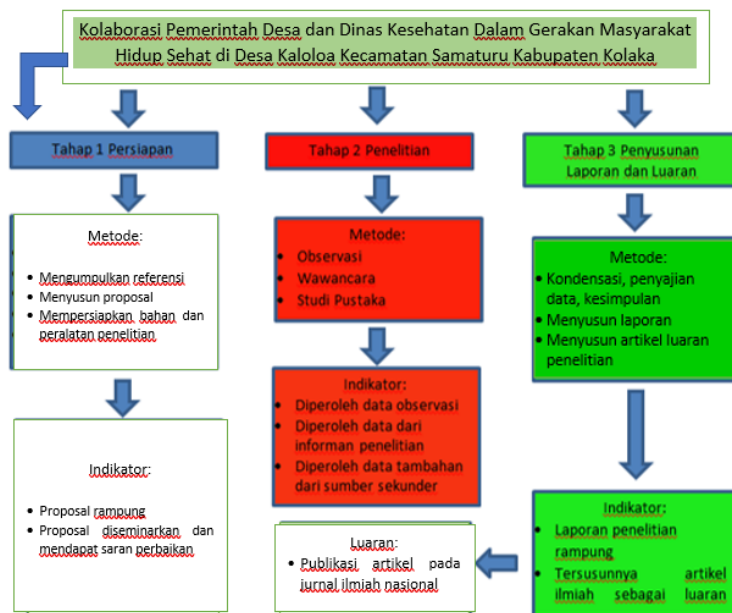 Kolaborasi Pemerintah Desa dan Dinas Kesehatan Dalam Gerakan Masyarakat
Hidup Sehat di Desa Kaloloa Kecamatan Samaturu Kabupaten Kolaka
Tahap 1 Persiapan
Metode:
• Mengumpulkan referensi
• Menyusun proposal
• Mempersiapkan bahan dan
peralatan penelitian
Indikator:
• Proposal rampung
• Proposal diseminarkan dan
mendapat saran perbaikan
Tahap 2 Penelitian
Metode:
• Observasi
• Wawancara
• Studi Pustaka
Indikator:
• Diperoleh data observasi
• Diperoleh data dari
informan penelitian
• Diperoleh data tambahan
dari sumber sekunder
Tahap 3 Penyusunan
Laporan dan Luaran
Metode:
• Kondensasi, penyajian
data, kesimpulan
• Menyusun laporan
• Menyusun artikel luaran
penelitian
Indikator:
• Laporan penelitian
rampung
• Tersusunnya artikel
ilmiah sebagai luaran
Luaran:
• Publikasi artikel pada
jurnal ilmiah nasional